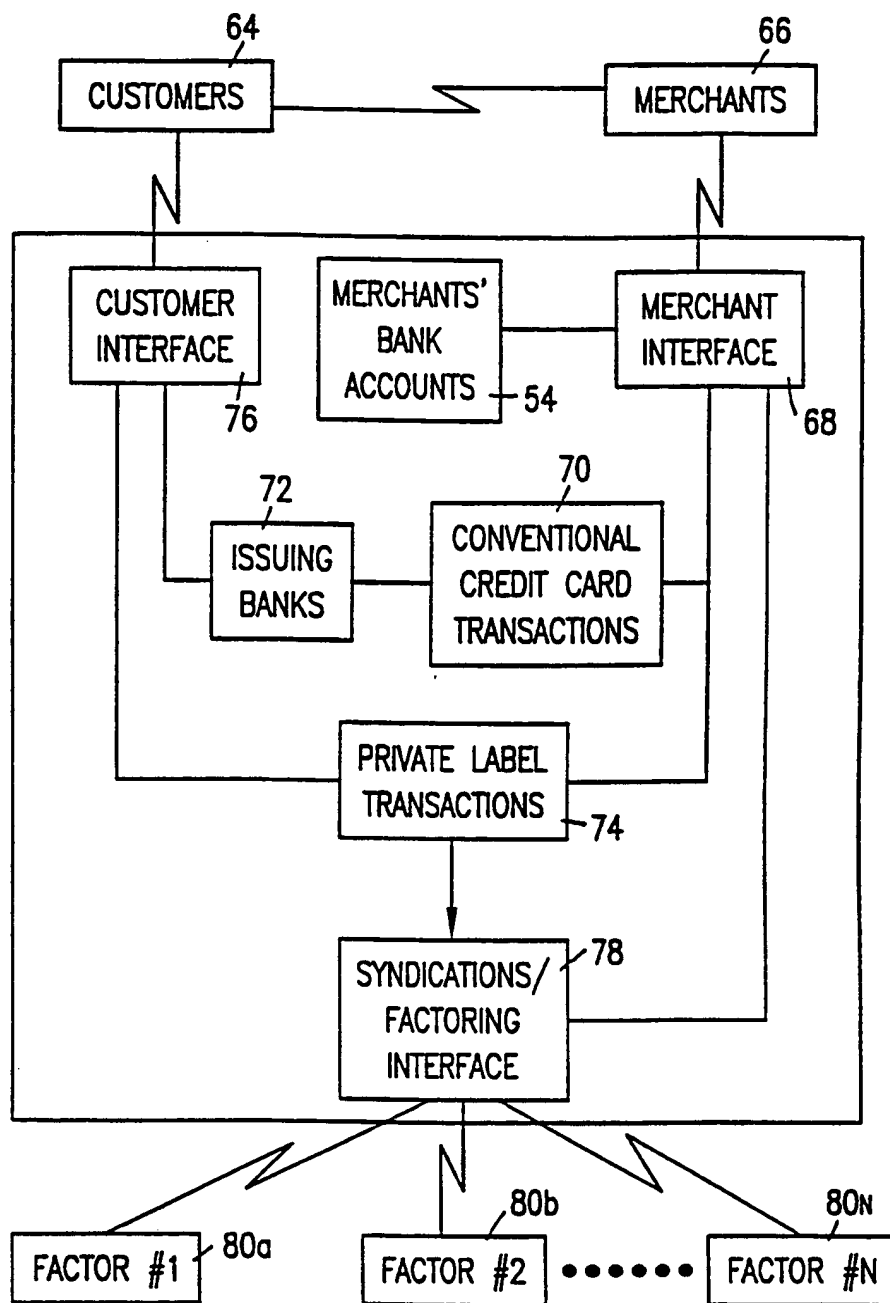 64
66
CUSTOMERS
MERCHANTS
CUSTOMER
INTERFACE
76
MERCHANTS'
BANK
ACCOUNTS
54
MERCHANT
INTERFACE
68
72
ISSUING
BANKS
70
CONVENTIONAL
CREDIT CARD
TRANSACTIONS
PRIVATE LABEL
TRANSACTIONS
74
SYNDICATIONS/
FACTORING
INTERFACE
78
FACTOR #1
80a
FACTOR #2
80b
FACTOR #N
80N